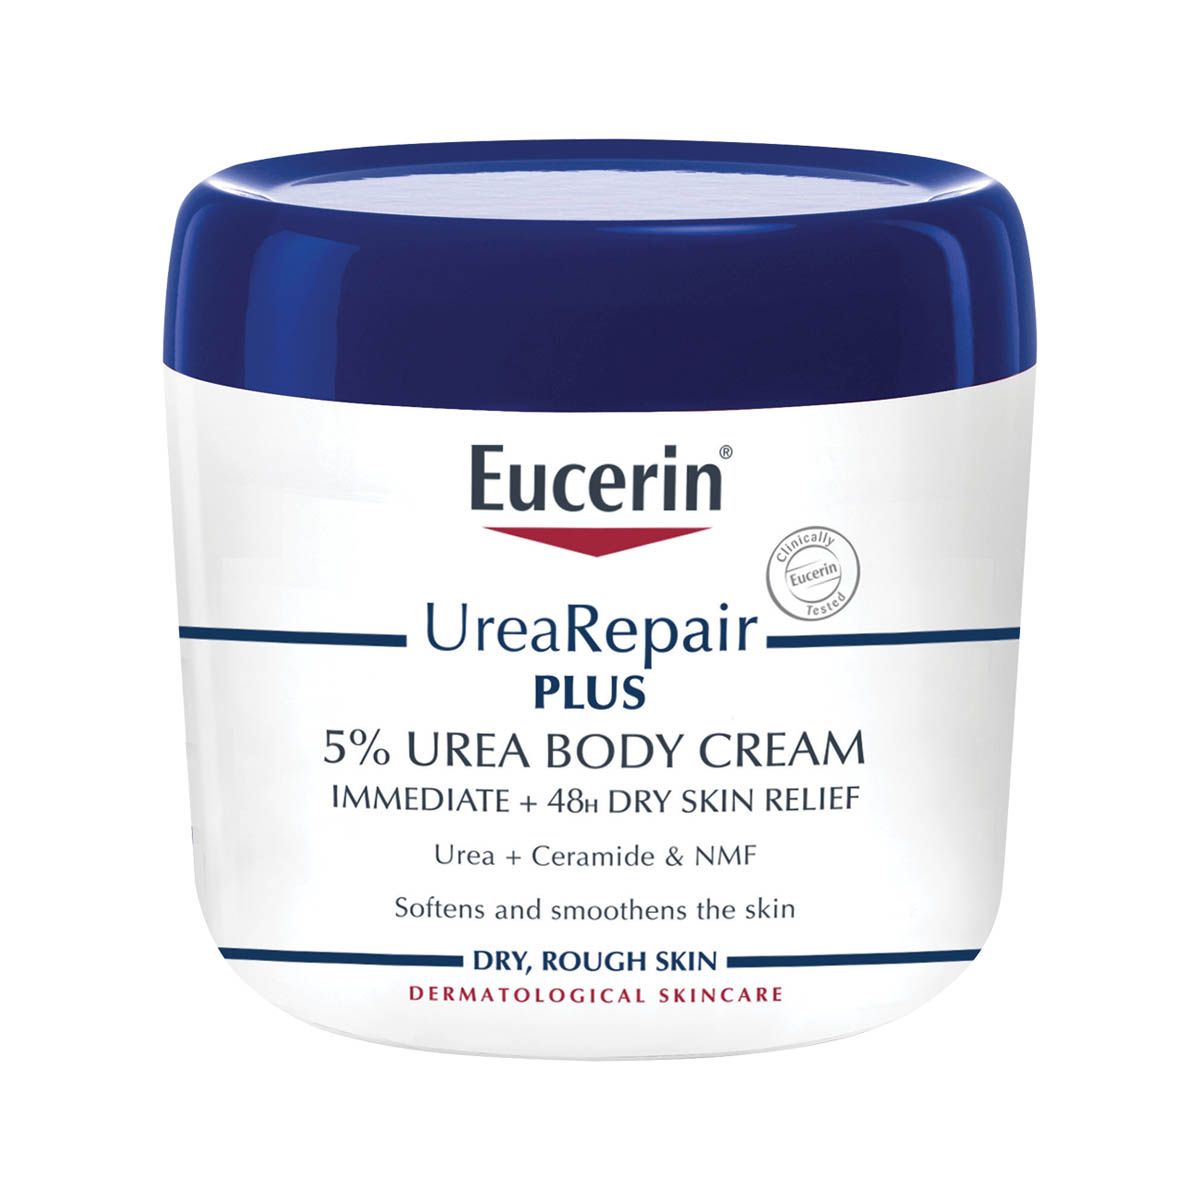 Eucerin®
Clinically
Eucerin
Tested
UreaRepair
PLUS
5% UREA BODY CREAM
IMMEDIATE + 48H DRY SKIN RELIEF
Urea + Ceramide & NMF
Softens and smoothens the skin
DRY, ROUGH SKIN
DERMATOLOGICAL SKINCARE